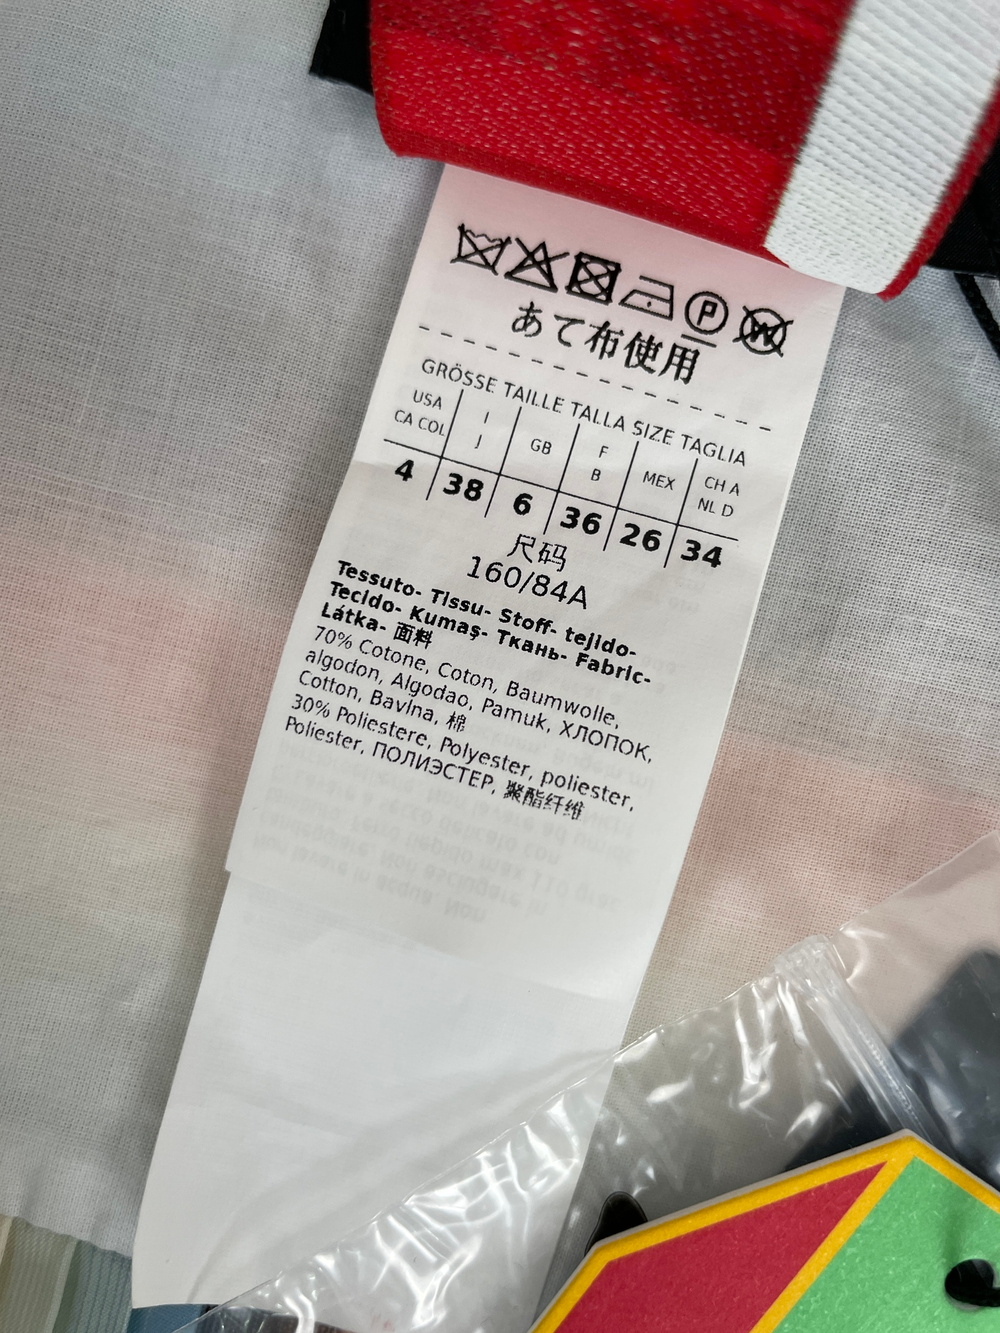 P W
あて布使用
GRÖSSE TAILLE TALLA SIZE TAGLIA
USA CA COL I J GB F B MEX CH A NL D
4 38 6 36 26 34
尺码
160/84A
Tessuto- Tissu- Stoff- tejido-
Tecido- Kumaş- Ткань- Fabric-
Látka- 面料
70% Cotone, Coton, Baumwolle,
algodon, Algodao, Pamuk, ХЛОПОК,
Cotton, Bavlna, 棉
30% Poliestere, Polyester, poliester,
Poliester, ПОЛИЭСТЕР, 聚酯纤维